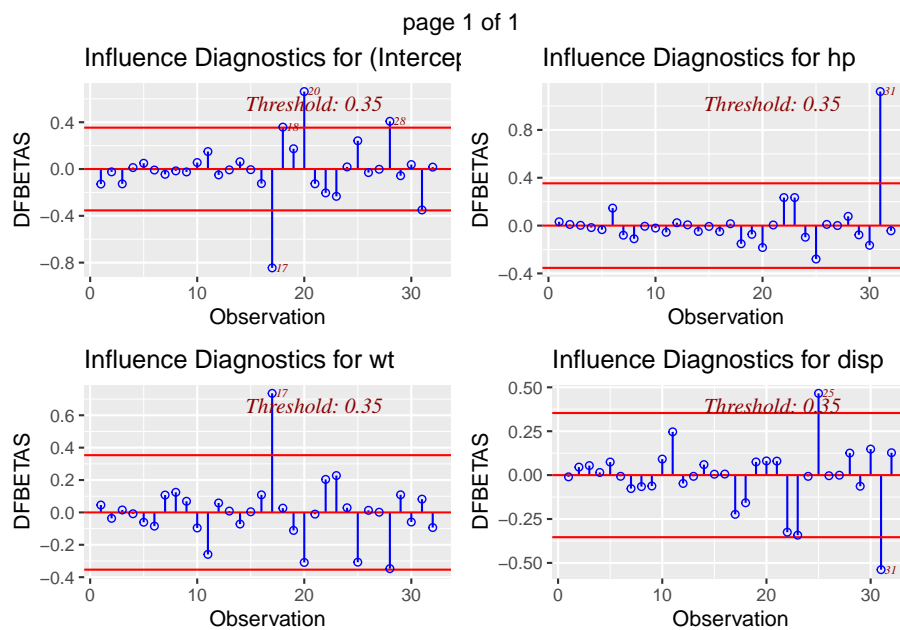 page 1 of 1
Influence Diagnostics for (Intercep
DFBETAS
0.4
0.0
−0.4
−0.8
Threshold: 0.35
20
18
28
17
0 10 20 30
Observation
Influence Diagnostics for hp
DFBETAS
0.8
0.4
0.0
−0.4
Threshold: 0.35
31
0 10 20 30
Observation
Influence Diagnostics for wt
DFBETAS
0.6
0.4
0.2
0.0
−0.2
−0.4
Threshold: 0.35
17
0 10 20 30
Observation
Influence Diagnostics for disp
DFBETAS
0.50
0.25
0.00
−0.25
−0.50
Threshold: 0.35
25
31
0 10 20 30
Observation